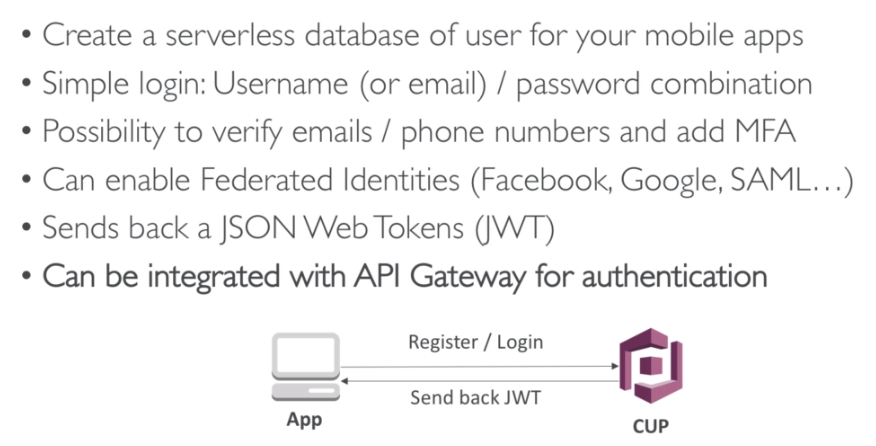 • Create a serverless database of user for your mobile apps
• Simple login: Username (or email) / password combination
• Possibility to verify emails / phone numbers and add MFA
• Can enable Federated Identities (Facebook, Google, SAML…)
• Sends back a JSON Web Tokens (JWT)
• Can be integrated with API Gateway for authentication
Register / Login
Send back JWT
App
CUP